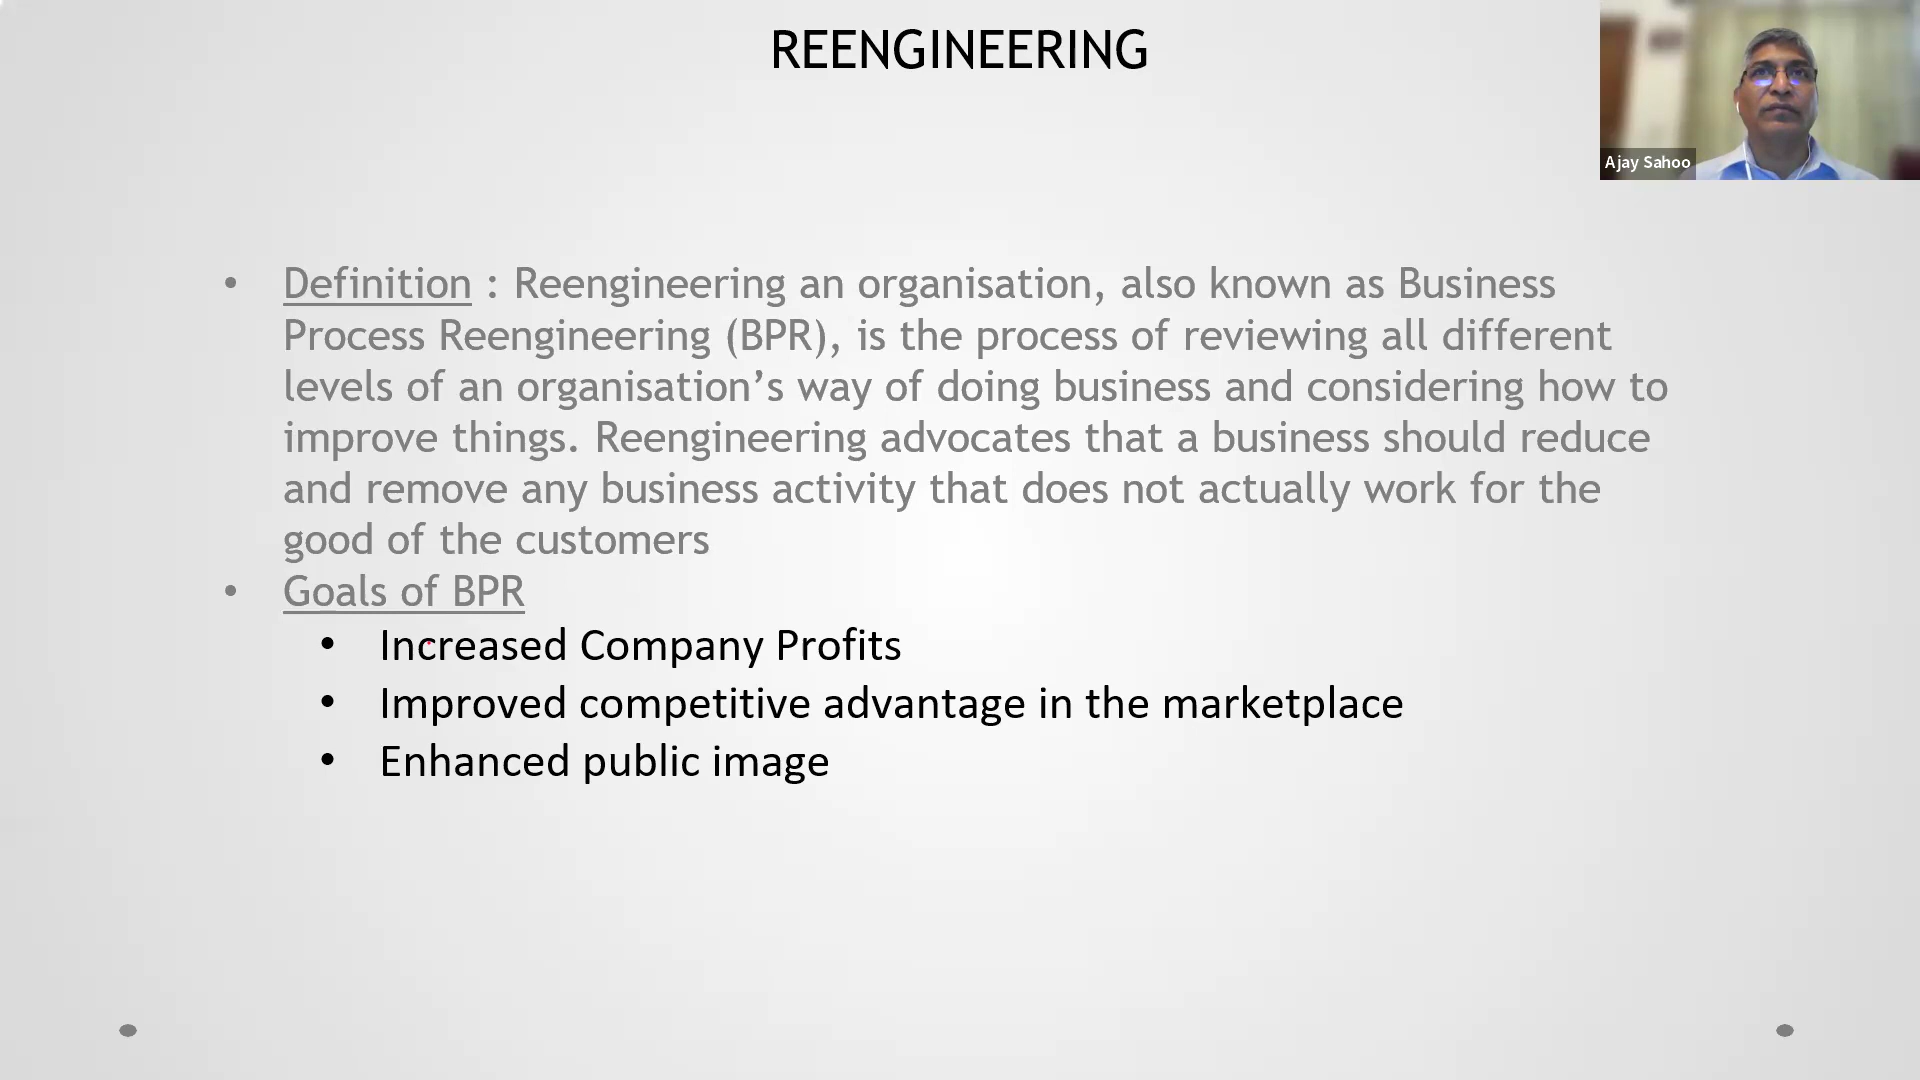 REENGINEERING
Ajay Sahoo
• Definition : Reengineering an organisation, also known as Business
Process Reengineering (BPR), is the process of reviewing all different
levels of an organisation’s way of doing business and considering how to
improve things. Reengineering advocates that a business should reduce
and remove any business activity that does not actually work for the
good of the customers
• Goals of BPR
• Increased Company Profits
• Improved competitive advantage in the marketplace
• Enhanced public image